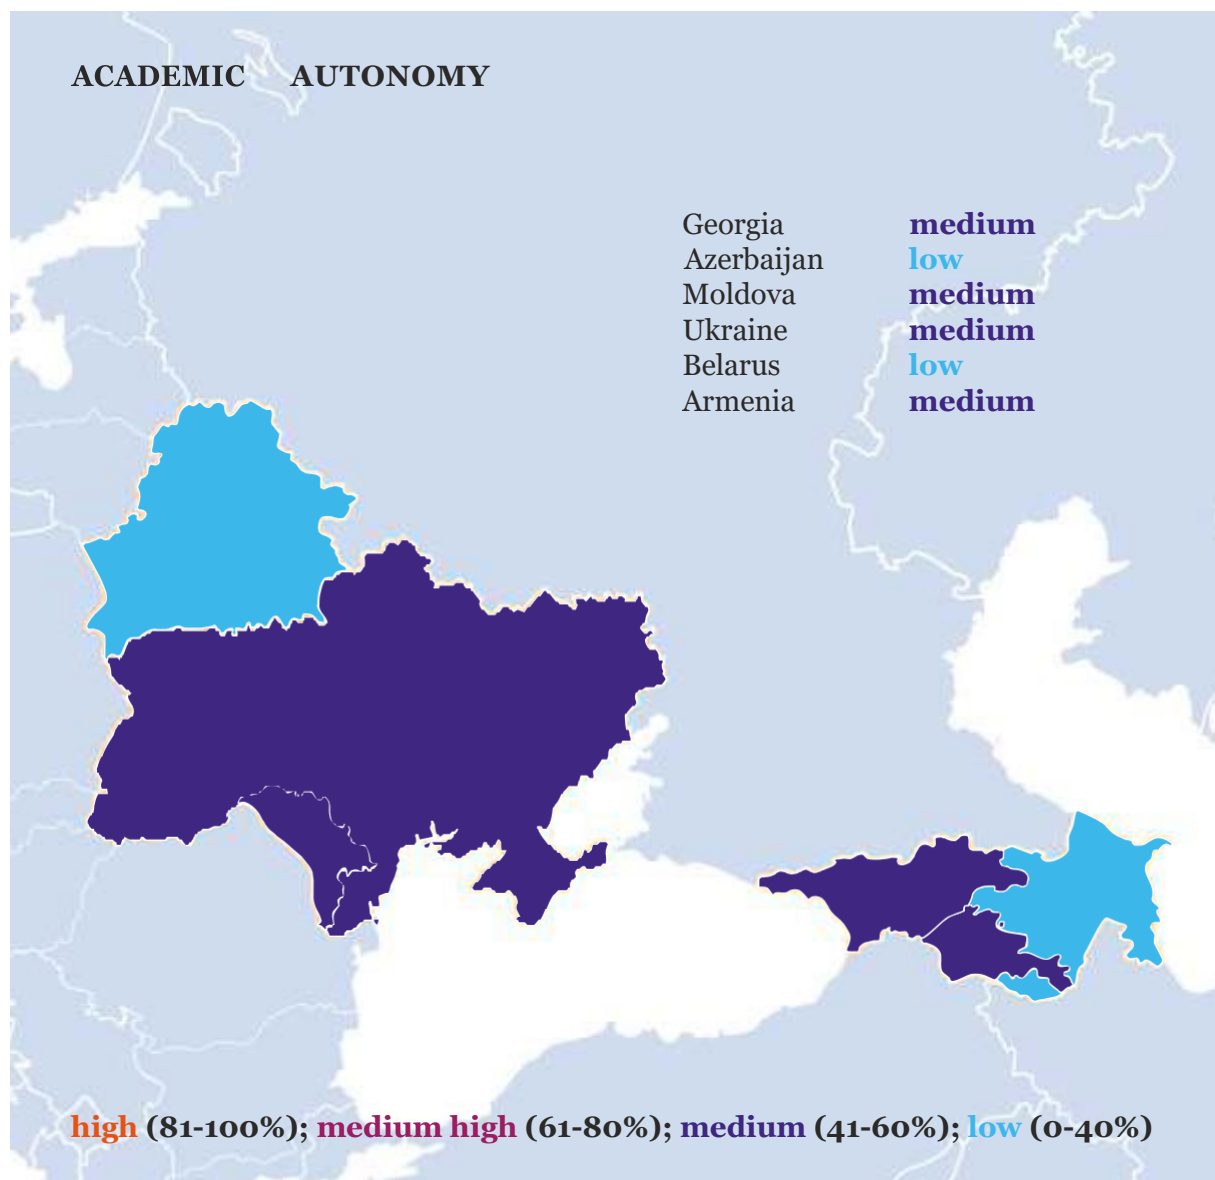 ACADEMIC AUTONOMY
Georgia medium
Azerbaijan low
Moldova medium
Ukraine medium
Belarus low
Armenia medium
high (81-100%); medium high (61-80%); medium (41-60%); low (0-40%)